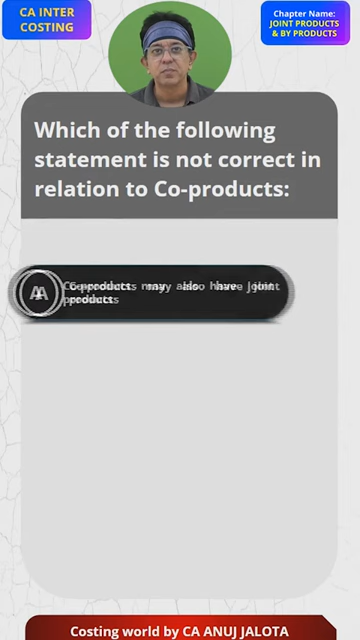 CA INTER
COSTING
Chapter Name:
JOINT PRODUCTS
& BY PRODUCTS
Which of the following
statement is not correct in
relation to Co-products:
A
Co-products may also have joint
products
Costing world by CA ANUJ JALOTA